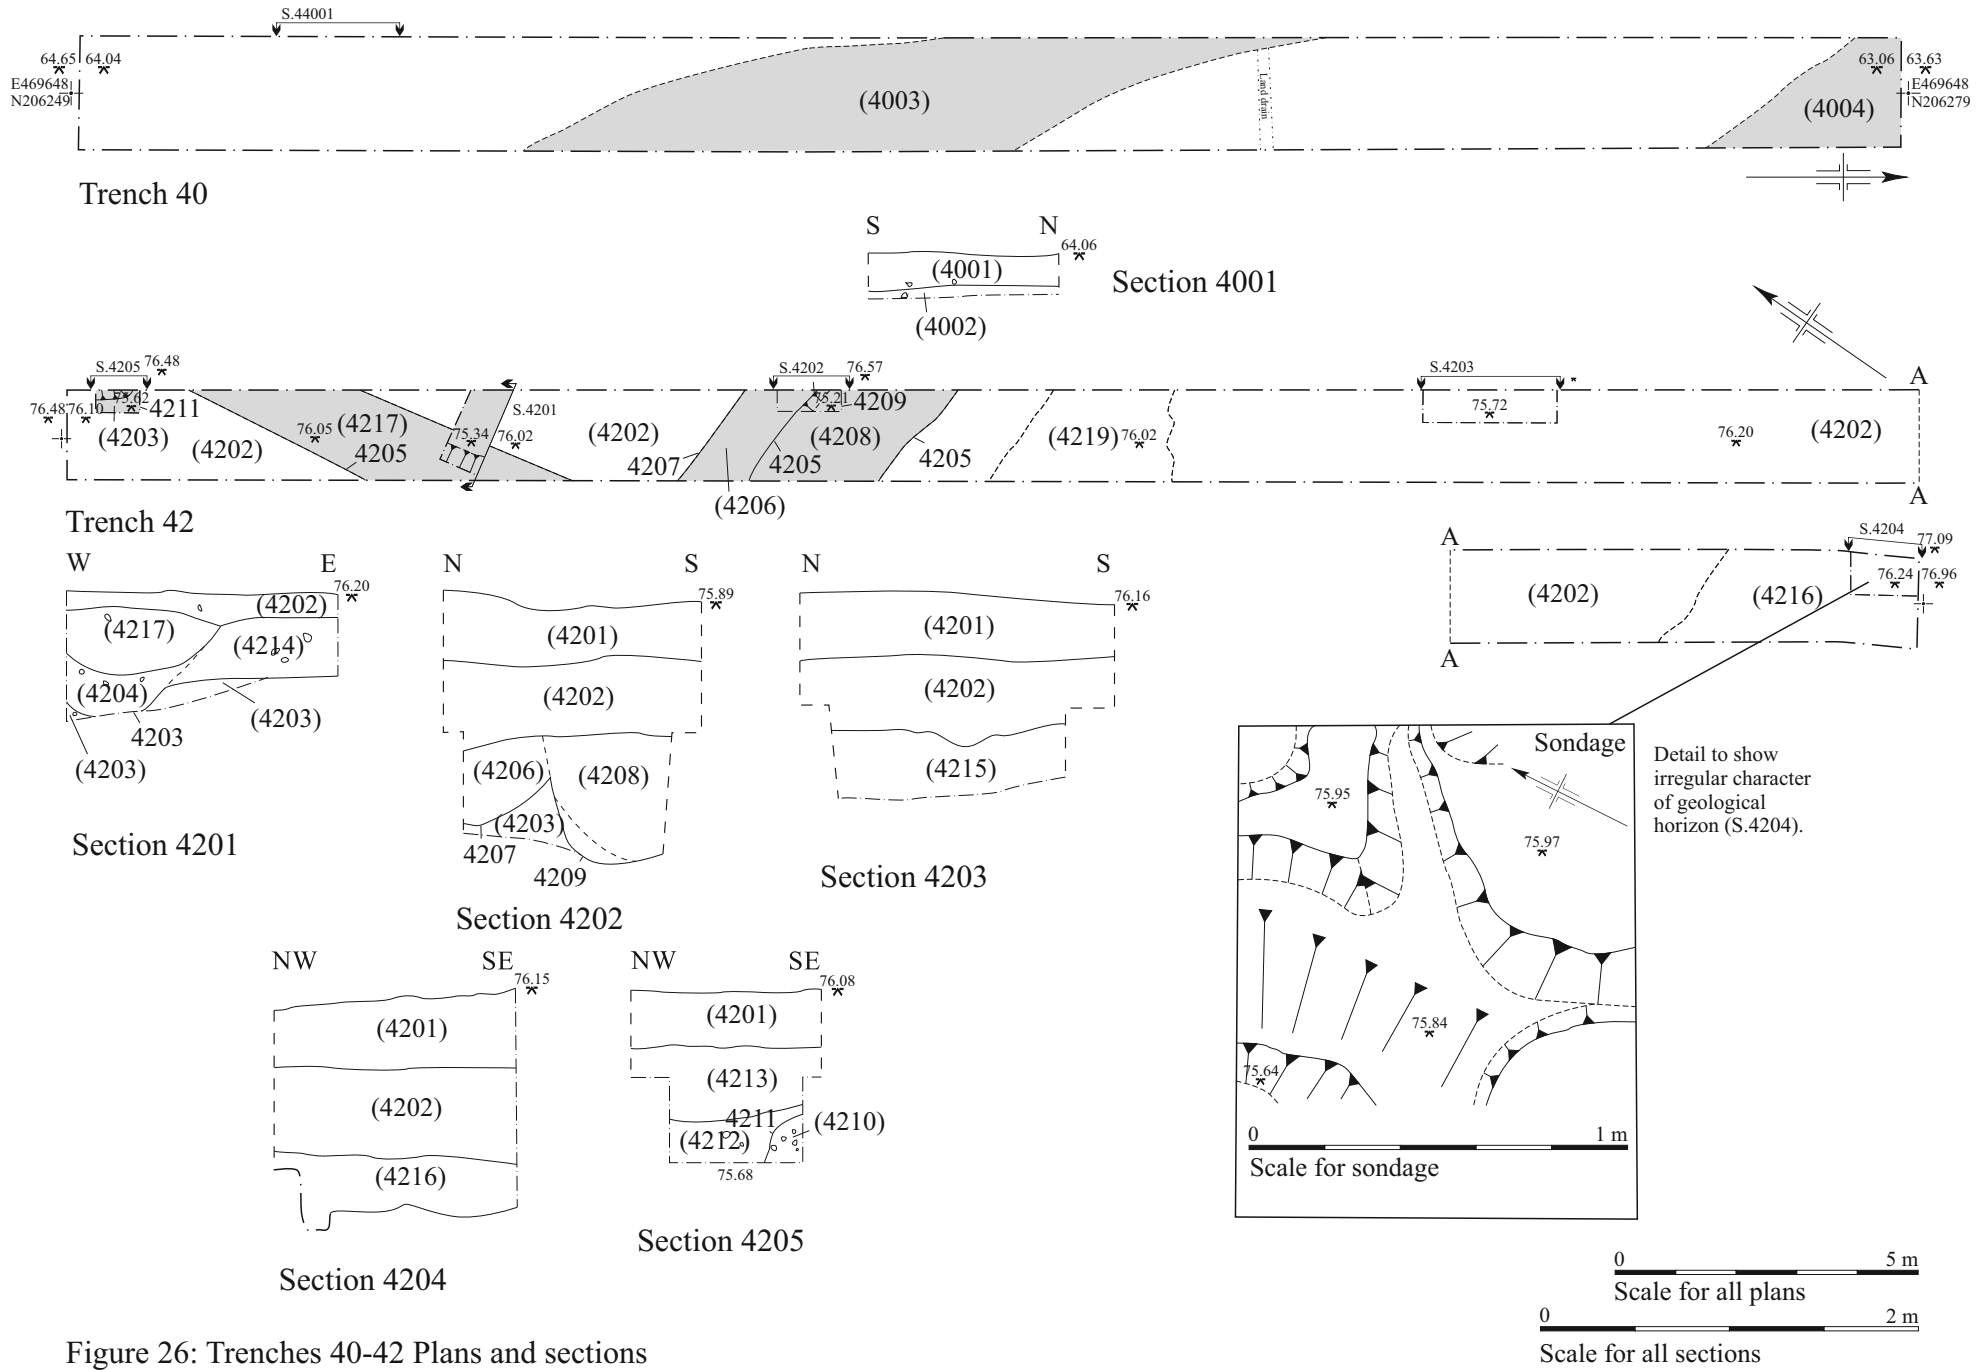 S.44001
64.65 64.04
E469648
N206249
(4003)
Land drain
63.06 63.63
(4004)
E469648
N206279
Trench 40
S N
64.06
(4001)
(4002)
Section 4001
S.4205 76.48
S.4202 76.57
S.4203
A
76.48 76.10
75.62
4211
(4203)
(4202)
76.05
(4217)
4205
75.34
S.4201
76.02
(4202)
4207
(4206)
75.21
4209
(4208)
4205
4205
(4219) 76.02
75.72
76.20
(4202)
A
Trench 42
A
S.4204
77.09
(4202)
(4216)
76.24 76.96
A
W E
76.20
(4202)
(4217)
(4214)
(4204)
(4203)
4203
(4203)
Section 4201
N S
75.89
(4201)
(4202)
(4206)
(4208)
(4203)
4207
4209
Section 4202
N S
76.16
(4201)
(4202)
(4215)
Section 4203
Sondage
75.95
75.97
75.84
75.64
0 1 m
Scale for sondage
Detail to show
irregular character
of geological
horizon (S.4204).
NW SE
76.15
(4201)
(4202)
(4216)
Section 4204
NW SE
76.08
(4201)
(4213)
4211
(4212)
(4210)
75.68
Section 4205
0 5 m
Scale for all plans
0 2 m
Scale for all sections
Figure 26: Trenches 40-42 Plans and sections